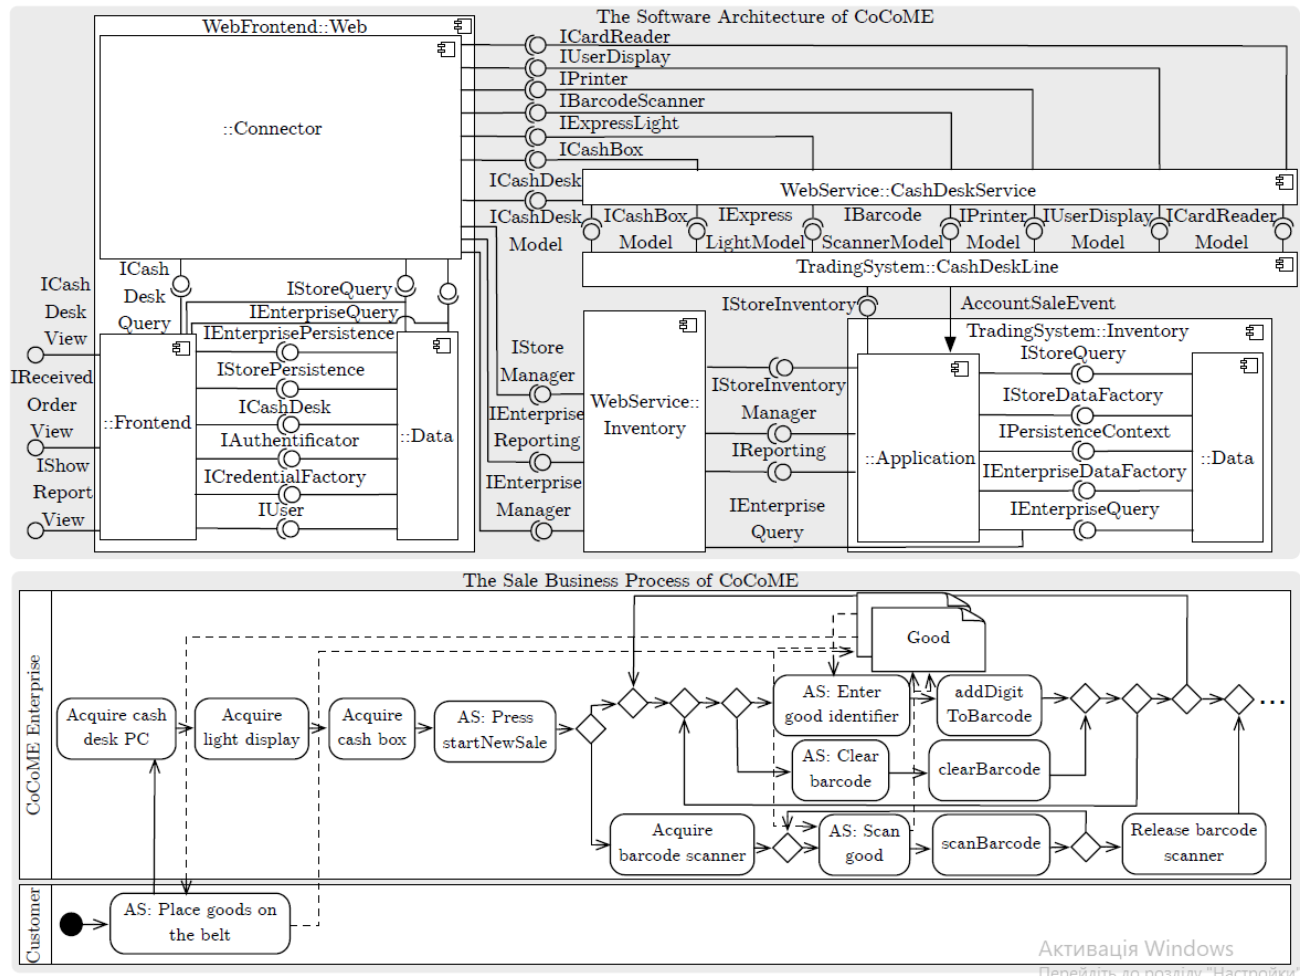 The Software Architecture of CoCoME
WebFrontend::Web
::Connector
ICardReader
IUserDisplay
IPrinter
IBarcodeScanner
IExpressLight
ICashBox
ICashDesk
WebService::CashDeskService
ICashDesk
Model
ICashBox
Model
IExpress
LightModel
IBarcode
ScannerModel
IPrinter
Model
IUserDisplay
Model
ICardReader
Model
TradingSystem::CashDeskLine
IStoreInventory
AccountSaleEvent
ICash
Desk
View
IReceived
Order
View
IShow
Report
View
ICash
Desk
Query
IStoreQuery
IEnterpriseQuery
IEnterprisePersistence
IStorePersistence
ICashDesk
IAuthentificator
ICredentialFactory
IUser
::Frontend
::Data
IStore
Manager
IEnterprise
Reporting
IEnterprise
Manager
WebService::
Inventory
IStoreInventory
Manager
IReporting
IEnterprise
Query
TradingSystem::Inventory
::Application
IStoreQuery
IStoreDataFactory
IPersistenceContext
IEnterpriseDataFactory
IEnterpriseQuery
::Data
The Sale Business Process of CoCoME
CoCoME Enterprise
Good
Acquire cash
desk PC
Acquire
light display
Acquire
cash box
AS: Press
startNewSale
AS: Enter
good identifier
addDigit
ToBarcode
...
AS: Clear
barcode
clearBarcode
Acquire
barcode scanner
AS: Scan
good
scanBarcode
Release barcode
scanner
Customer
AS: Place goods on
the belt
Активація Windows
Перейдіть до розділу "Настройки"